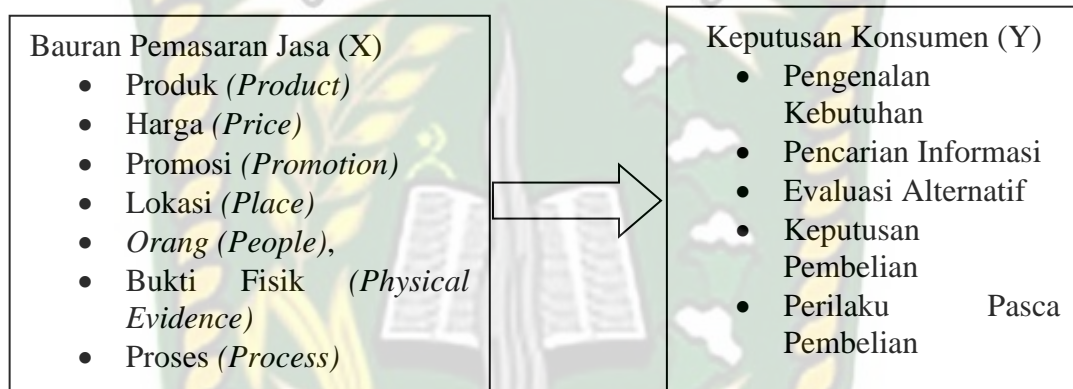 Bauran Pemasaran Jasa (X)
• Produk (Product)
• Harga (Price)
• Promosi (Promotion)
• Lokasi (Place)
• Orang (People),
• Bukti Fisik (Physical
Evidence)
• Proses (Process)
Keputusan Konsumen (Y)
• Pengenalan
Kebutuhan
• Pencarian Informasi
• Evaluasi Alternatif
• Keputusan
Pembelian
• Perilaku Pasca
Pembelian